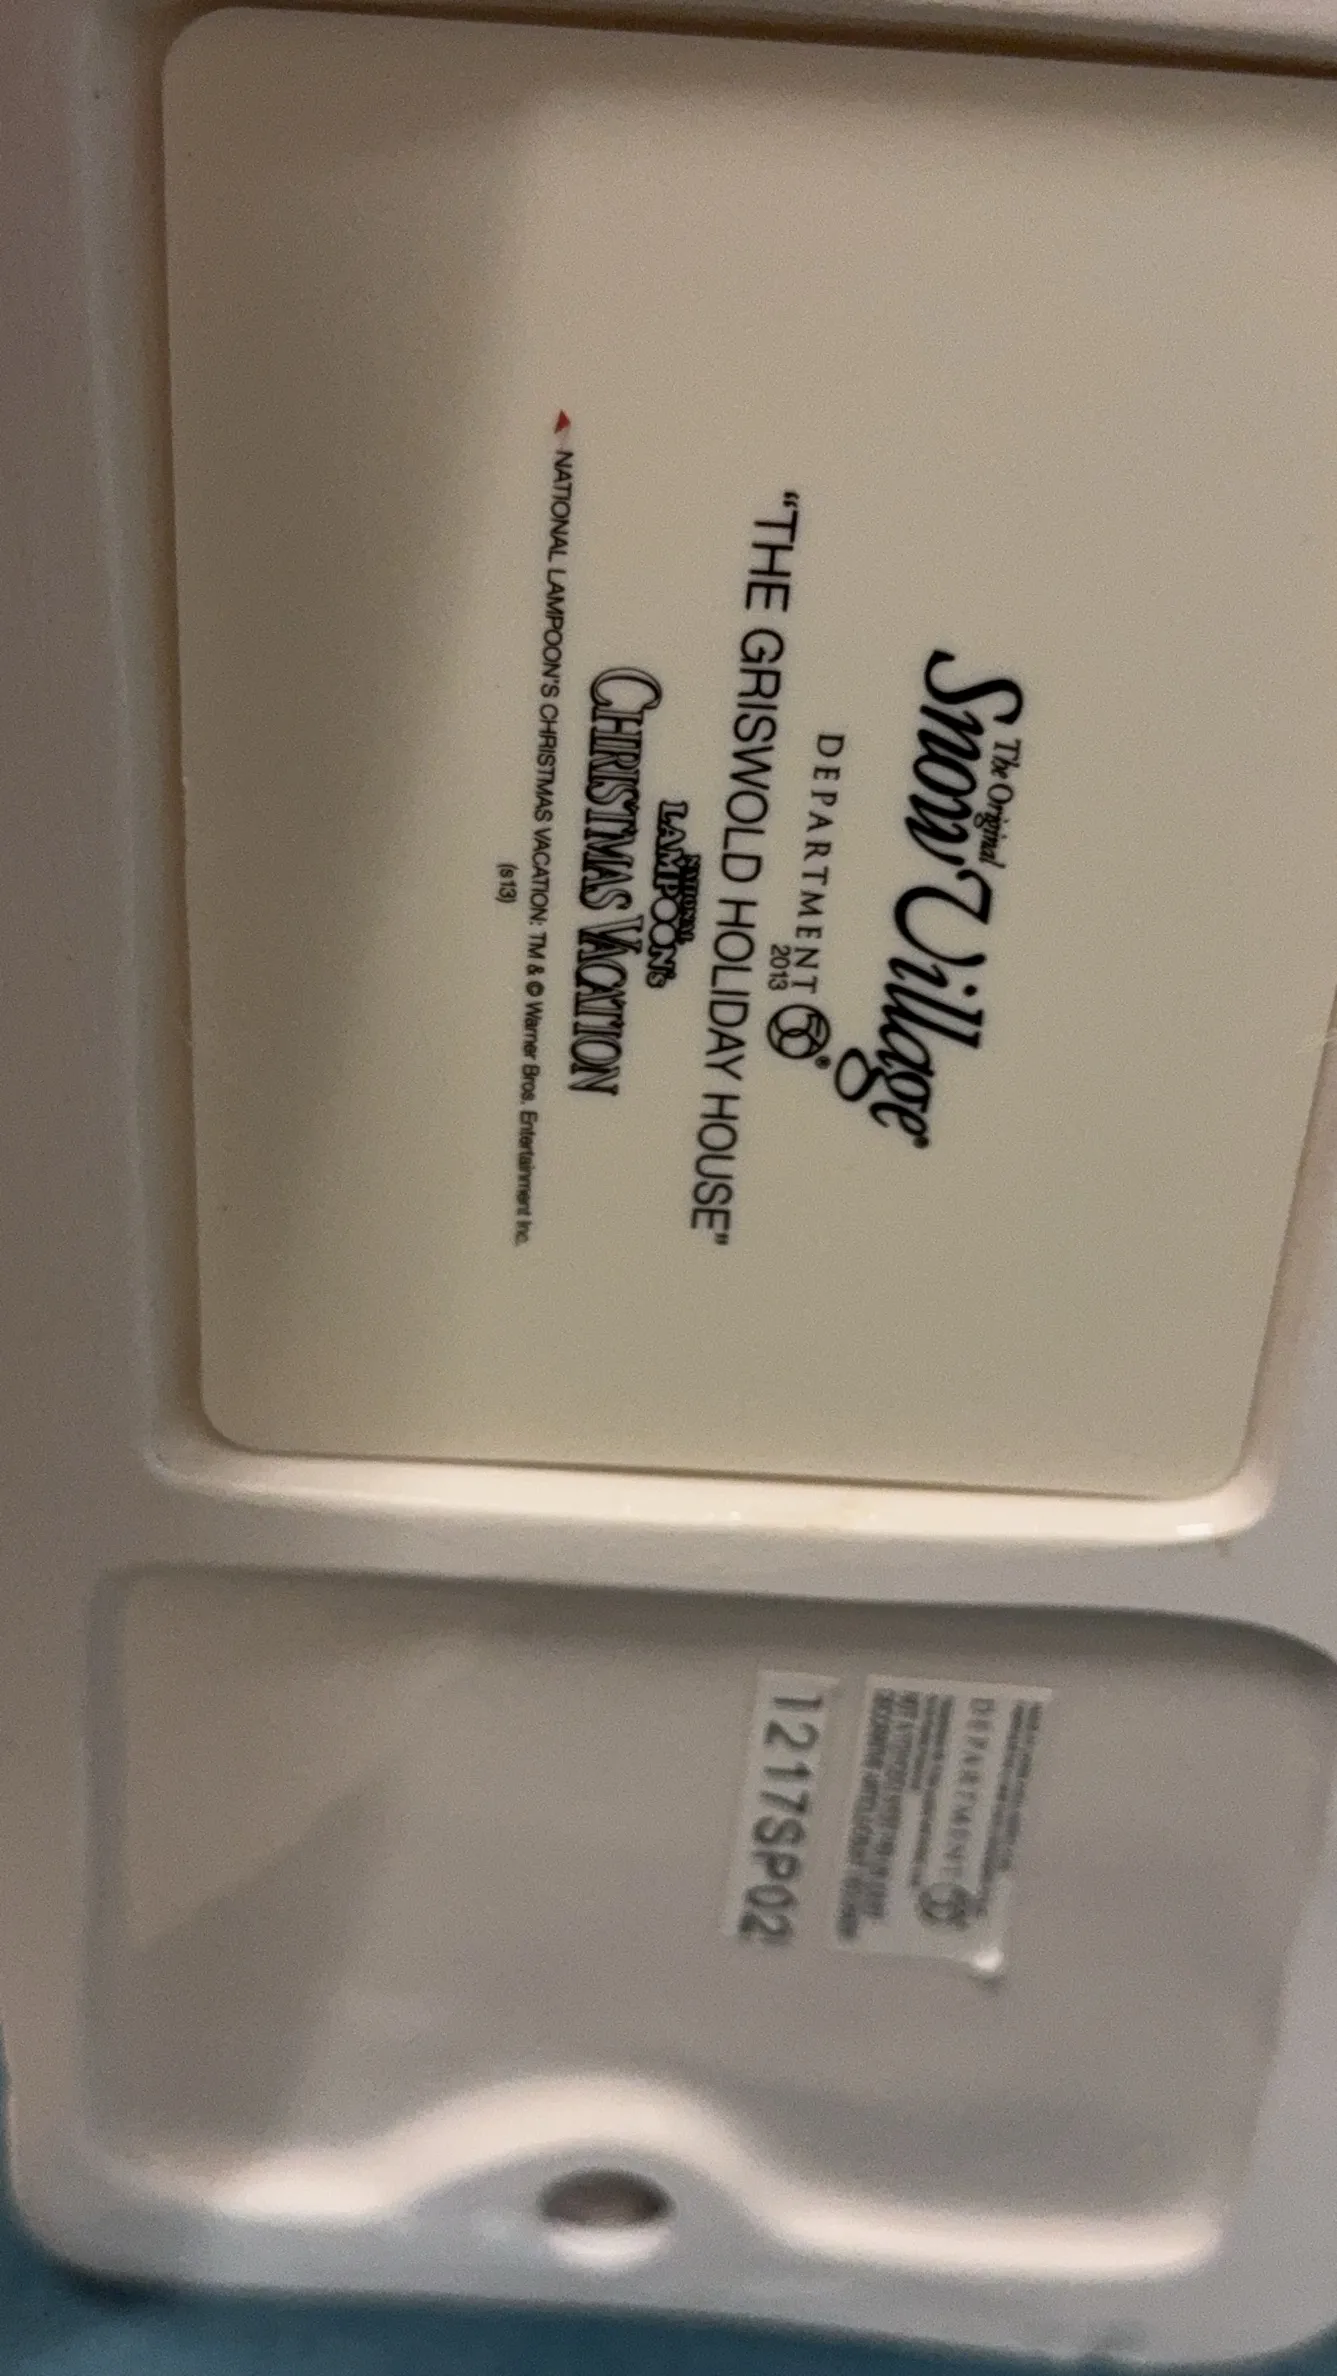 The Original
Snow Village®
DEPARTMENT 56®
2013
"THE GRISWOLD HOLIDAY HOUSE"
NATIONAL
LAMPOON'S
CHRISTMAS VACATION
NATIONAL LAMPOON'S CHRISTMAS VACATION: TM & © Warner Bros. Entertainment Inc.
(s13)
DEPARTMENT 56
1217SP02